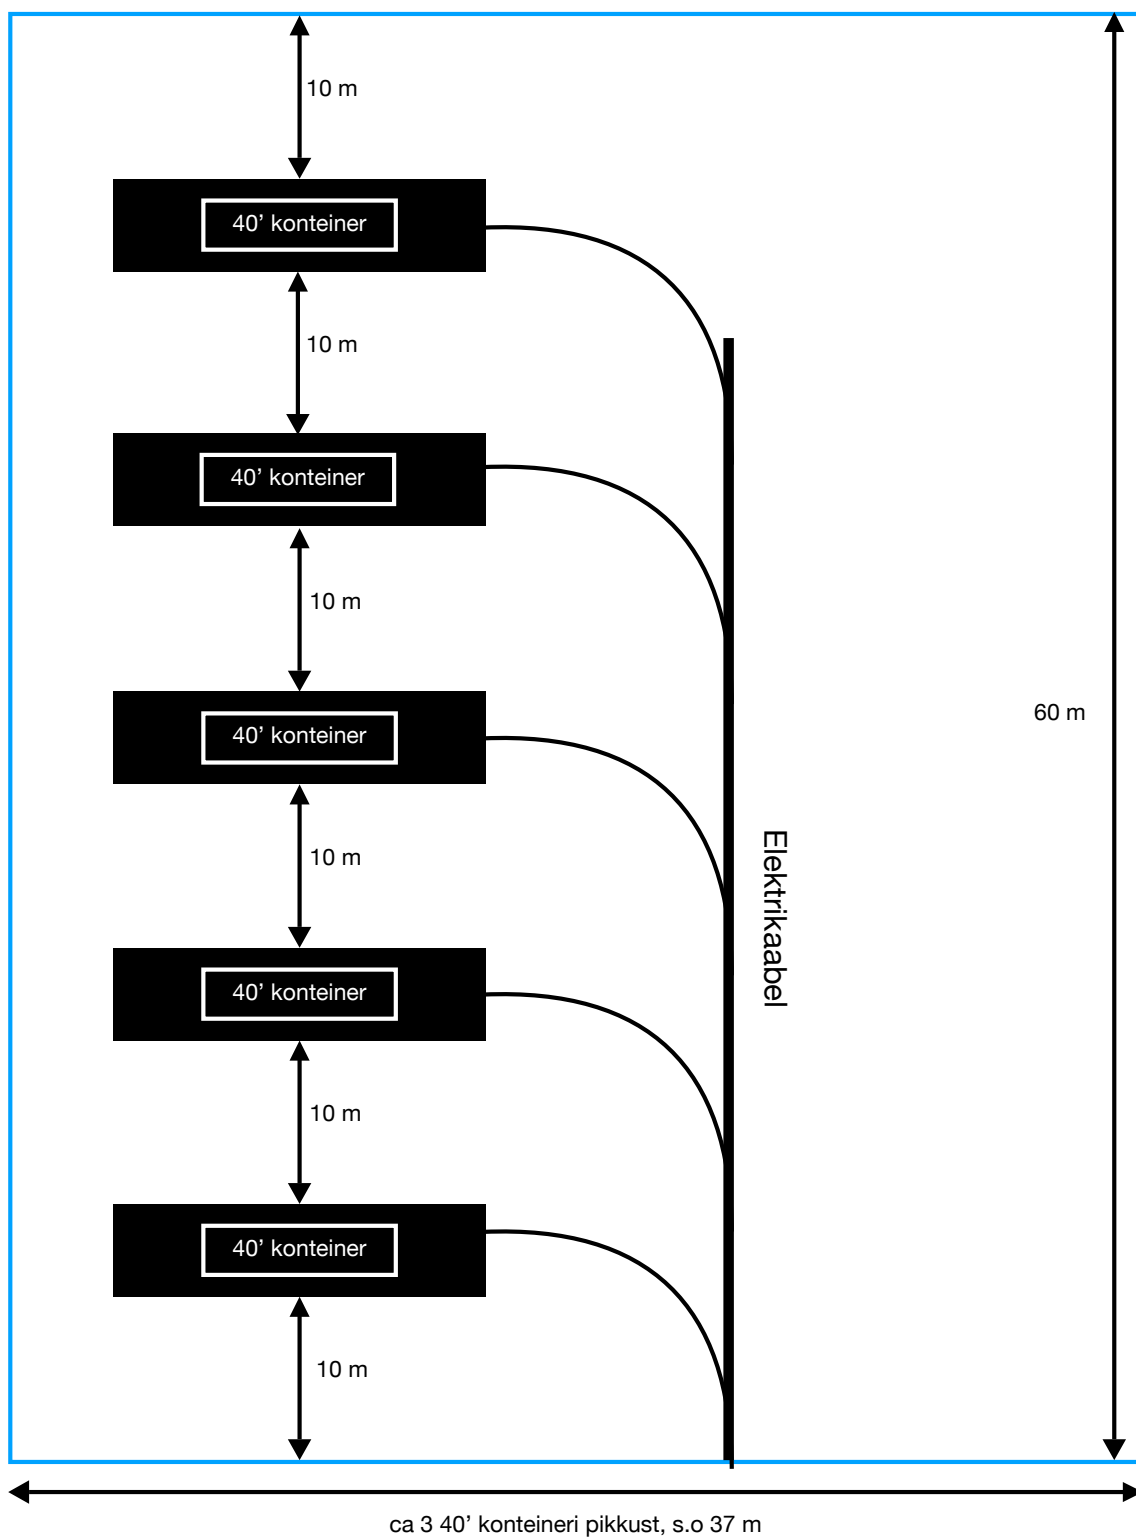 10 m
40’ konteiner
10 m
40’ konteiner
10 m
60 m
40’ konteiner
Elektrikaabel
10 m
40’ konteiner
10 m
40’ konteiner
10 m
ca 3 40’ konteineri pikkust, s.o 37 m